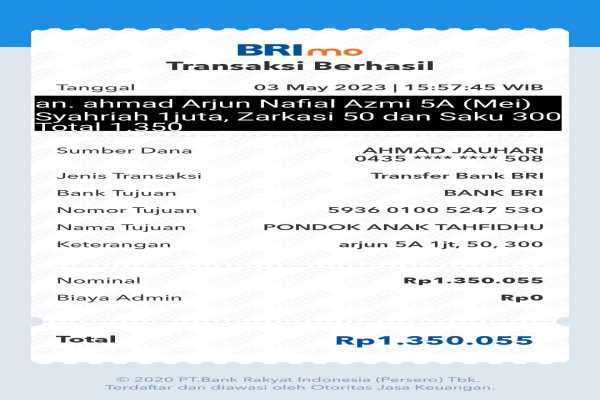 BRImo
Transaksi Berhasil
Tanggal 03 May 2023 | 15:57:45 WIB
an. ahmad Arjun Nafial Azmi 5A (Mei)
Syahriah 1juta, Zarkasi 50 dan Saku 300
Total 1.350
Sumber Dana AHMAD JAUHARI
0435 **** **** 508
Jenis Transaksi Transfer Bank BRI
Bank Tujuan BANK BRI
Nomor Tujuan 5936 0100 5247 530
Nama Tujuan PONDOK ANAK TAHFIDHU
Keterangan arjun 5A 1jt, 50, 300
Nominal Rp1.350.055
Biaya Admin Rp0
Total Rp1.350.055
© 2020 PT.Bank Rakyat Indonesia (Persero) Tbk.
Terdaftar dan diawasi oleh Otoritas Jasa Keuangan.